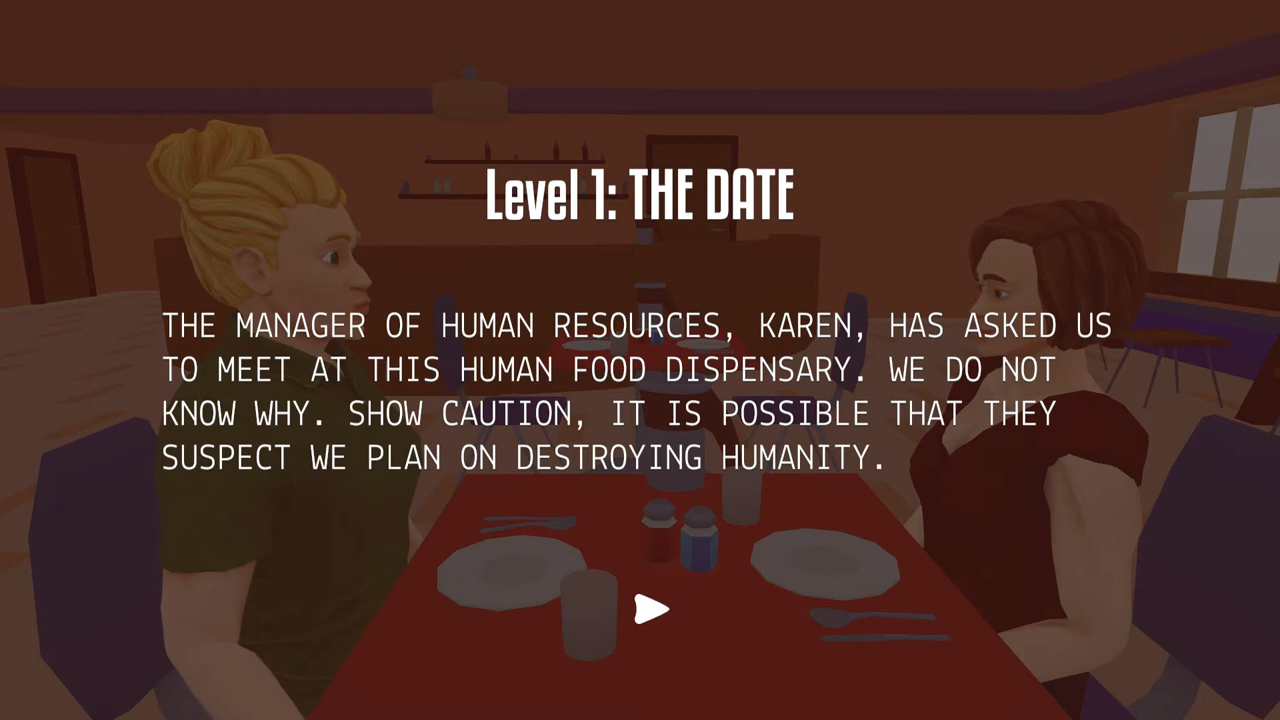 Level 1: THE DATE
THE MANAGER OF HUMAN RESOURCES, KAREN, HAS ASKED US
TO MEET AT THIS HUMAN FOOD DISPENSARY. WE DO NOT
KNOW WHY. SHOW CAUTION, IT IS POSSIBLE THAT THEY
SUSPECT WE PLAN ON DESTROYING HUMANITY.